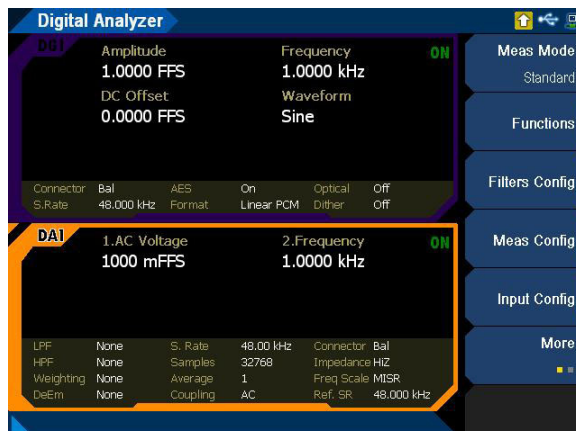 Digital Analyzer
DG1
Amplitude Frequency ON
1.0000 FFS 1.0000 kHz
DC Offset Waveform
0.0000 FFS Sine
Connector Bal AES On Optical Off
S.Rate 48.000 kHz Format Linear PCM Dither Off
DA1
1.AC Voltage 2.Frequency ON
1000 mFFS 1.0000 kHz
LPF None S. Rate 48.00 kHz Connector Bal
HPF None Samples 32768 Impedance HiZ
Weighting None Average 1 Freq Scale MISR
DeEm None Coupling AC Ref. SR 48.000 kHz
Meas Mode
Standard
Functions
Filters Config
Meas Config
Input Config
More